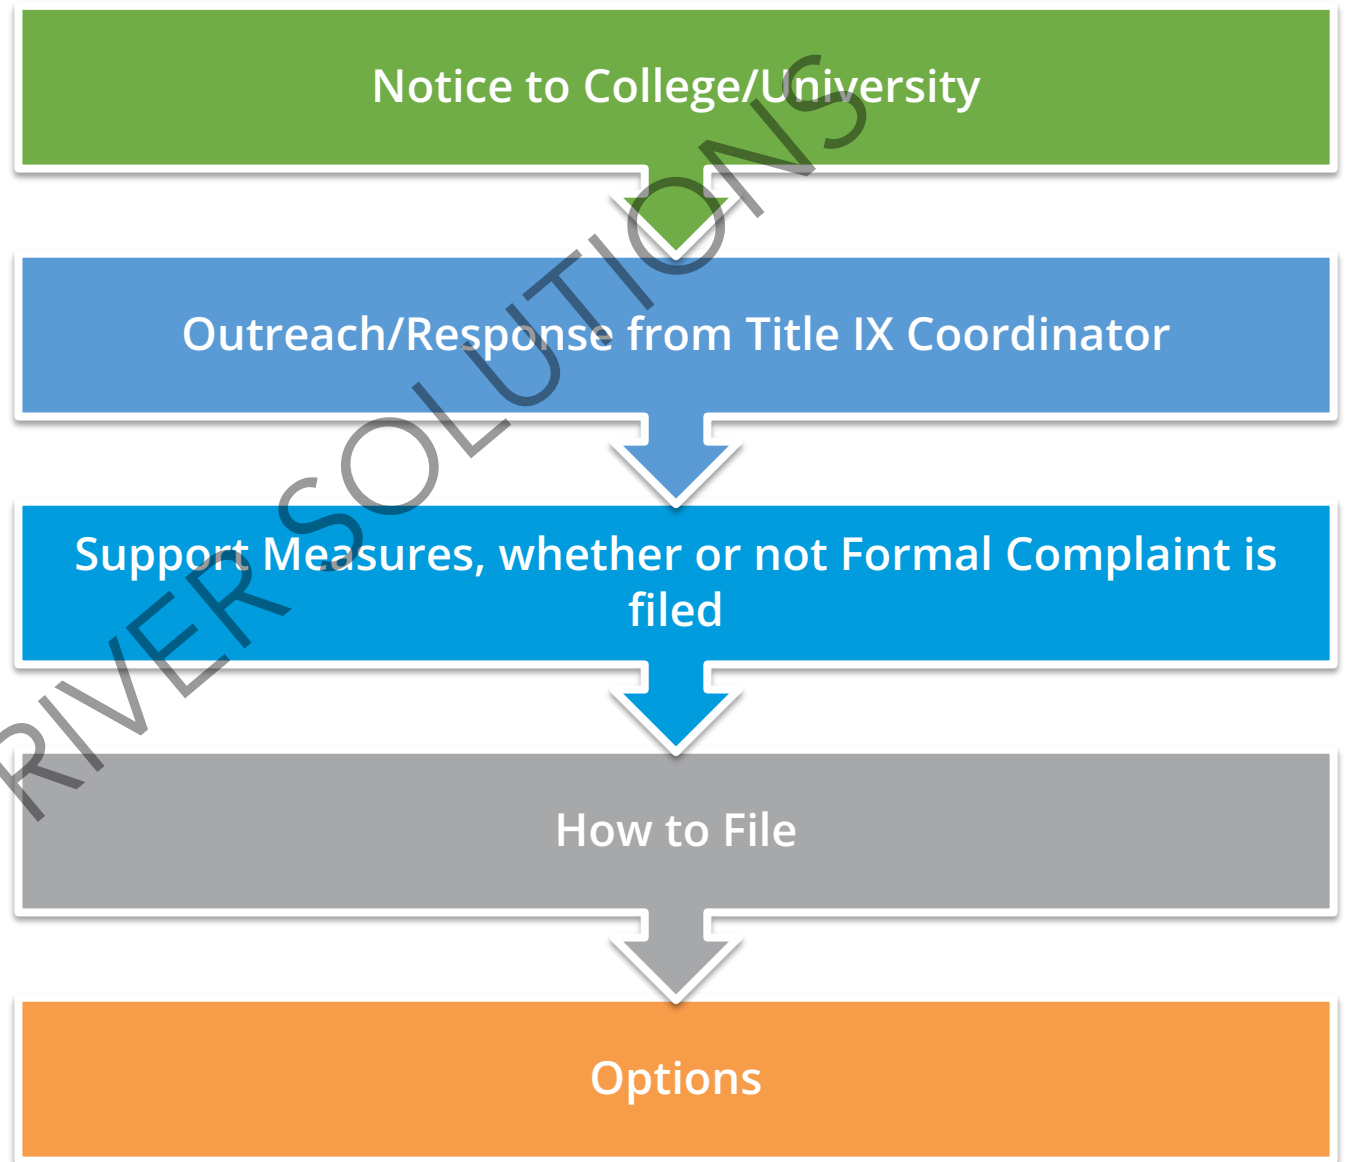 Notice to College/University
Outreach/Response from Title IX Coordinator
Support Measures, whether or not Formal Complaint is
filed
How to File
Options
RIVER SOLUTIONS